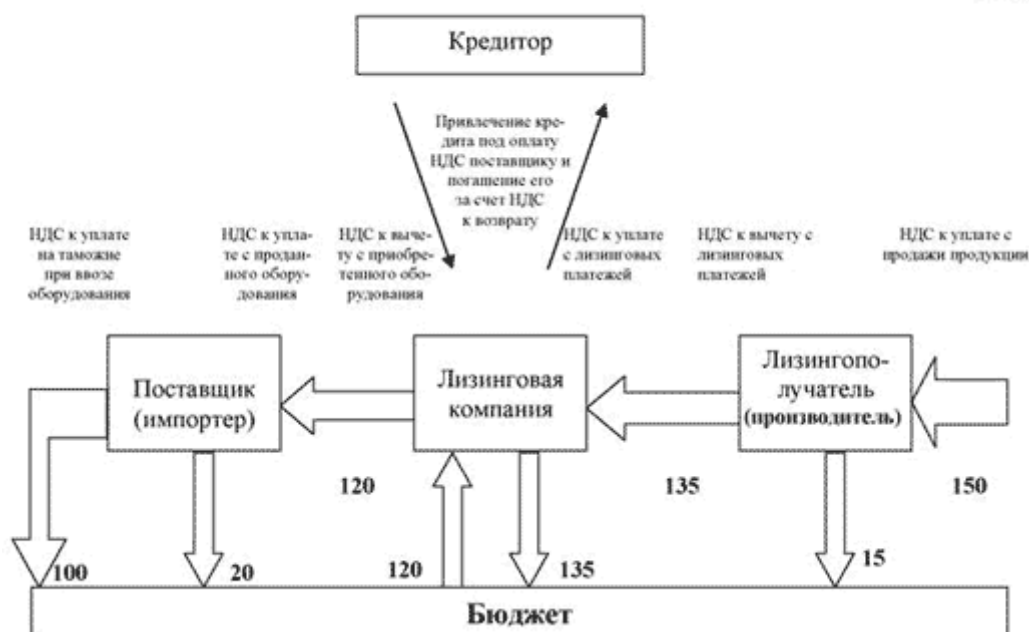 Кредитор
Привлечение кре-
дита под оплату
НДС поставщику и
погашение его
за счет НДС
к возврату
НДС к уплате
на таможне
при ввозе
оборудования
НДС к упла-
те с продан-
ного обору-
дования
НДС к выче-
ту с приобре-
тенного обо-
рудования
НДС к уплате
с лизинговых
платежей
НДС к вычету с
лизинговых
платежей
НДС к уплате с
продажи продукции
Поставщик
(импортер)
Лизинговая
компания
Лизингопо-
лучатель
(производитель)
120
135
150
100
20
120
135
15
Бюджет